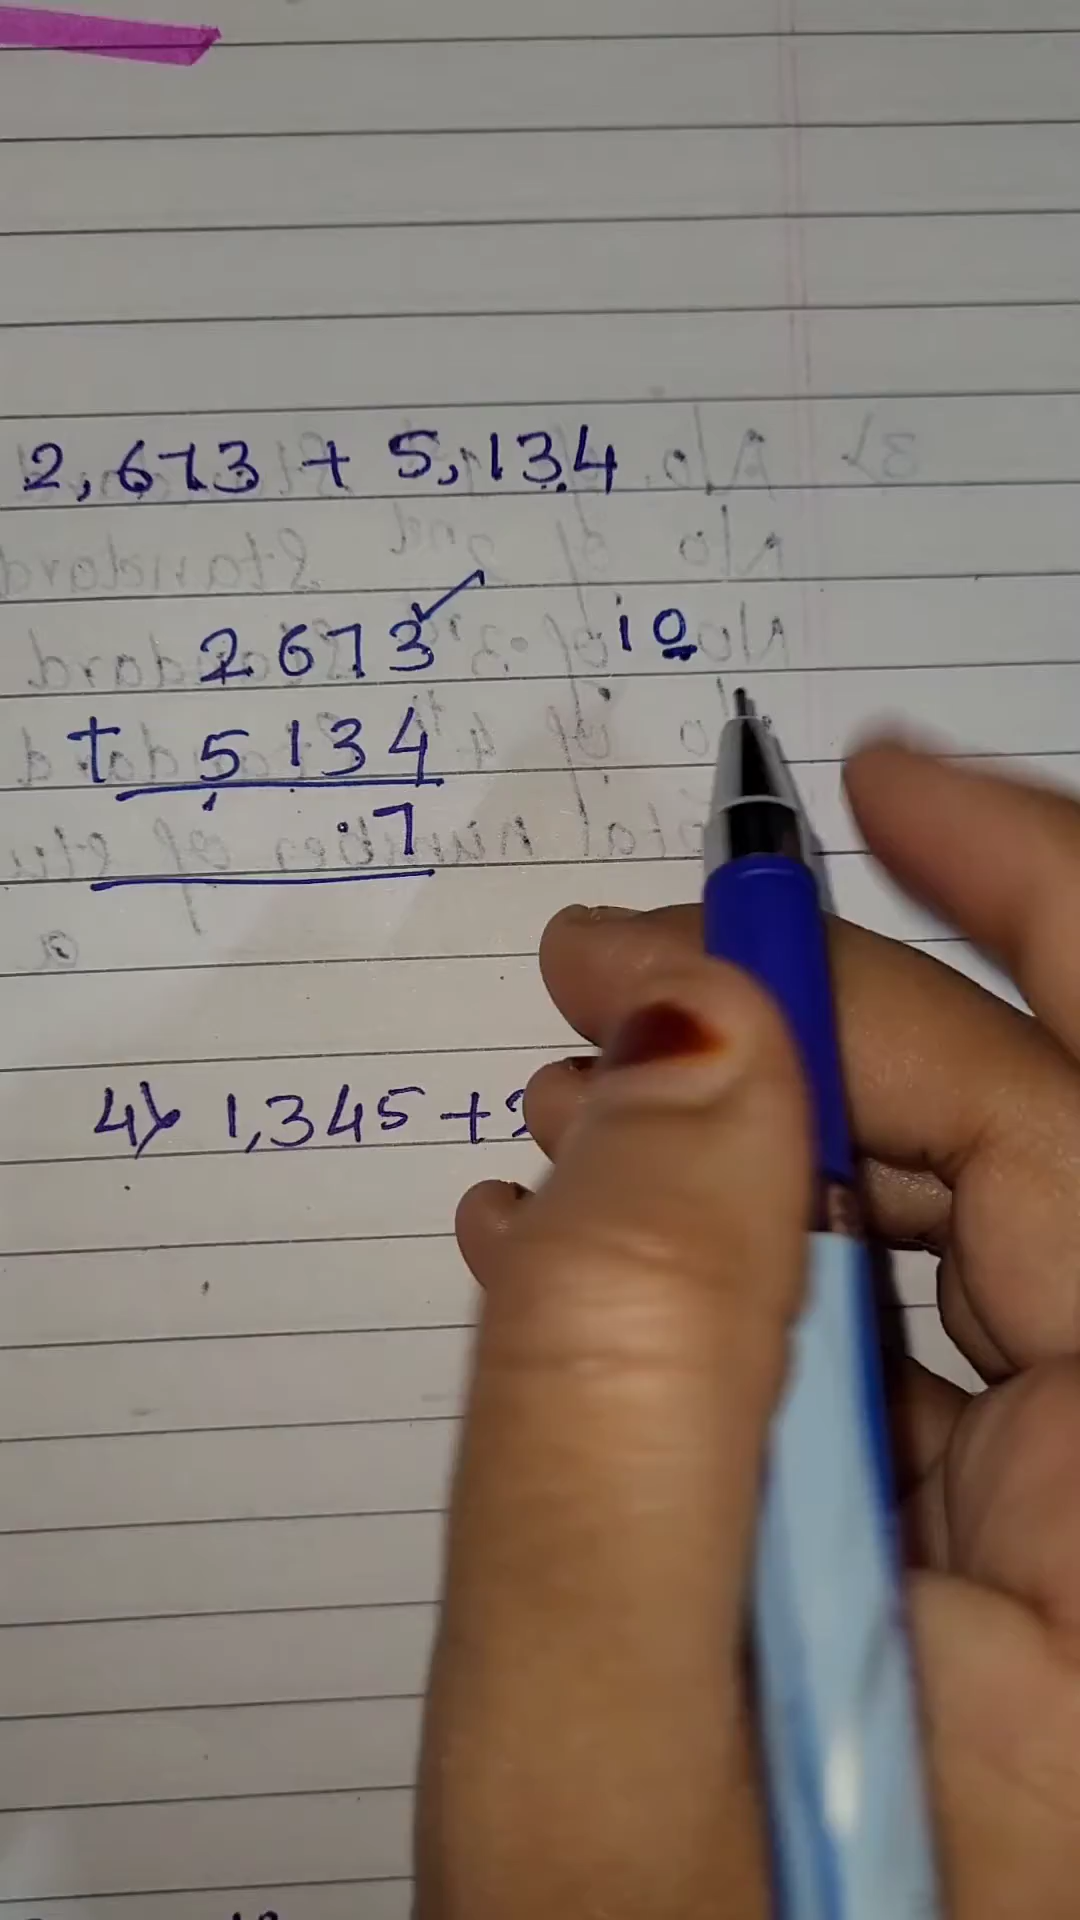 2,673 + 5,134
2673 10
+ 5134
7
4) 1,345 +